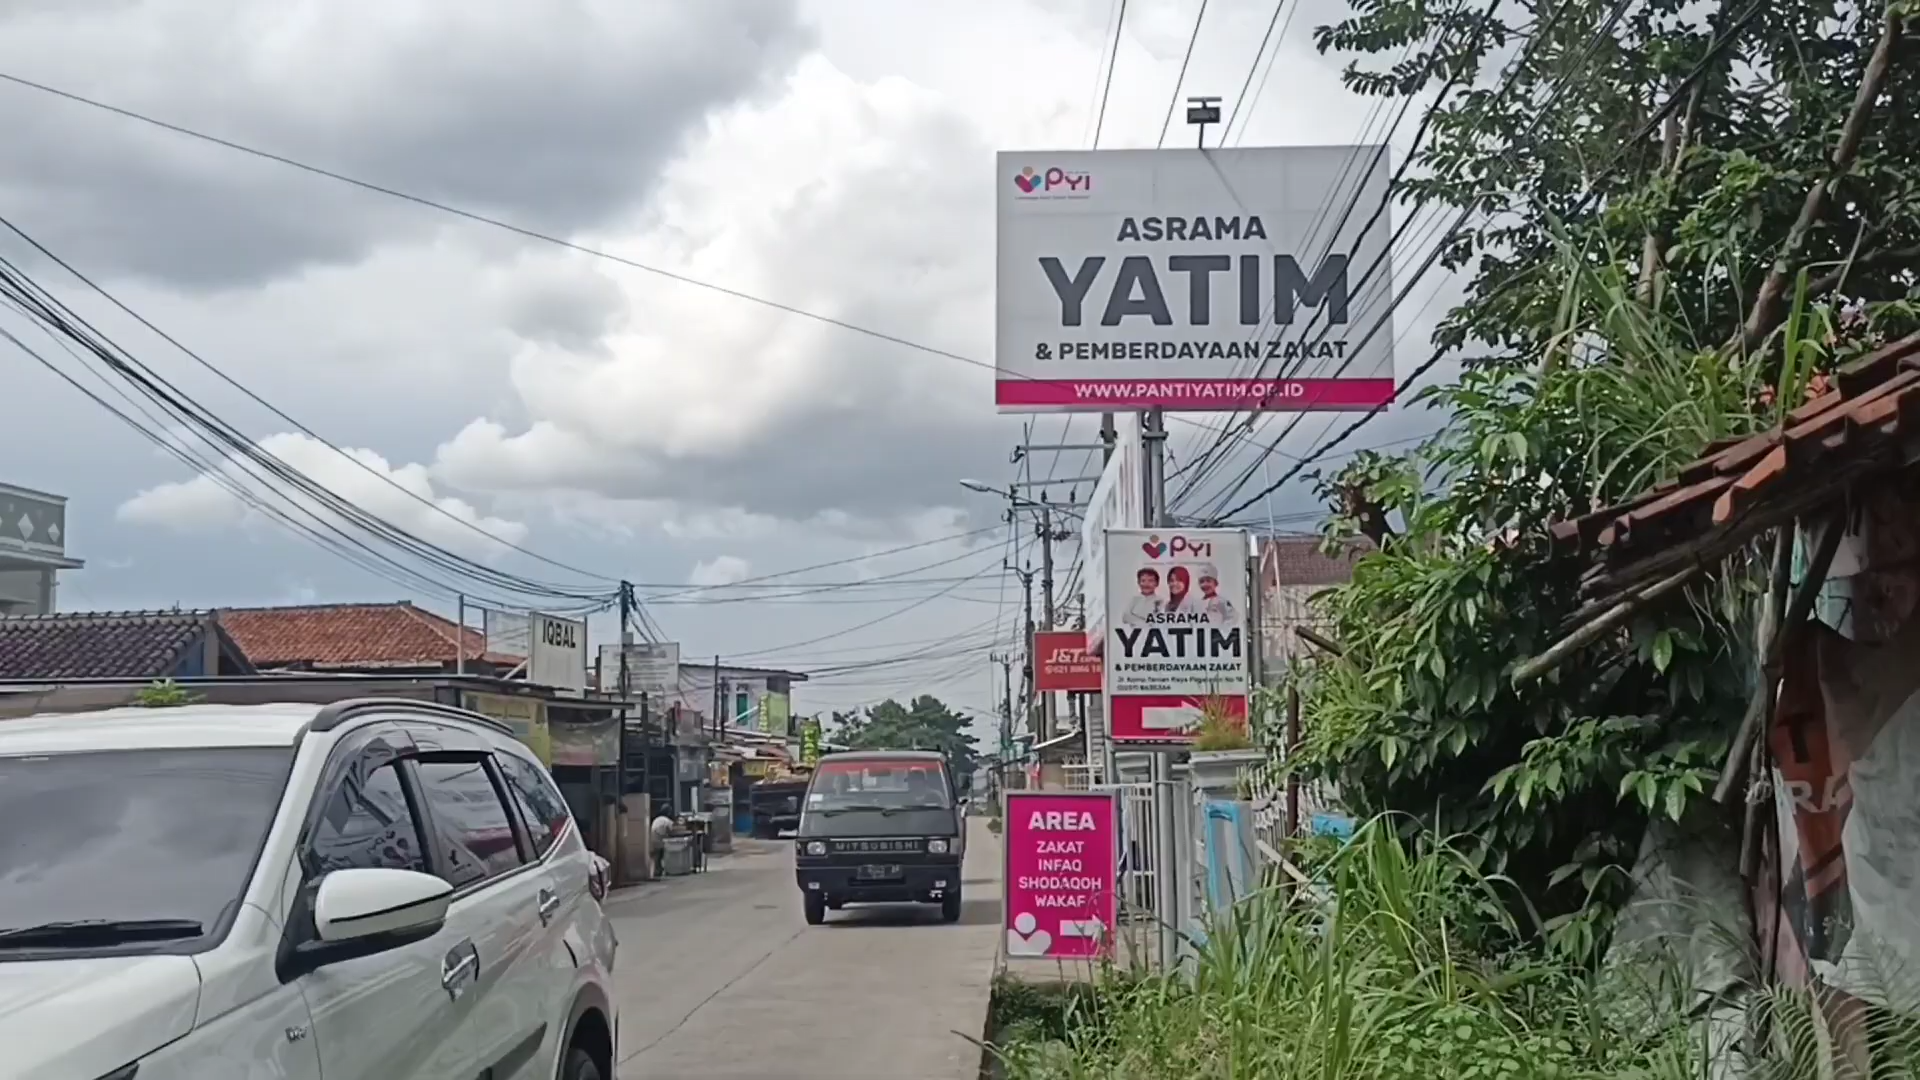 PYI
ASRAMA
YATIM
& PEMBERDAYAAN ZAKAT
WWW.PANTIYATIM.OR.ID
PYI
ASRAMA
YATIM
& PEMBERDAYAAN ZAKAT
IQBAL
J&T
MITSUBISHI
AREA
ZAKAT
INFAQ
SHODAQOH
WAKAF